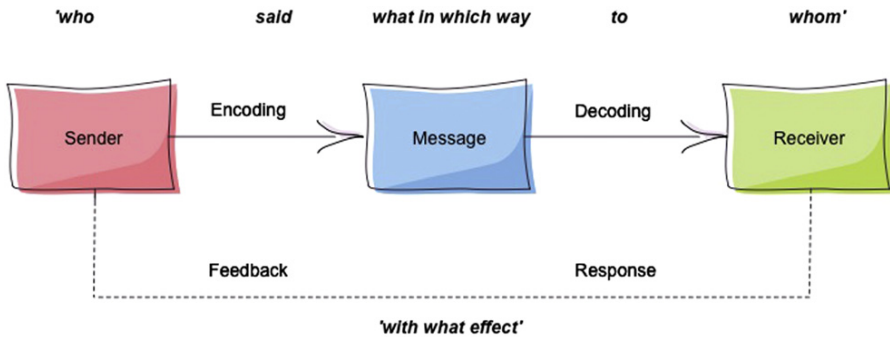 'who said what in which way to whom'
Encoding Decoding
Sender Message Receiver
Feedback Response
'with what effect'